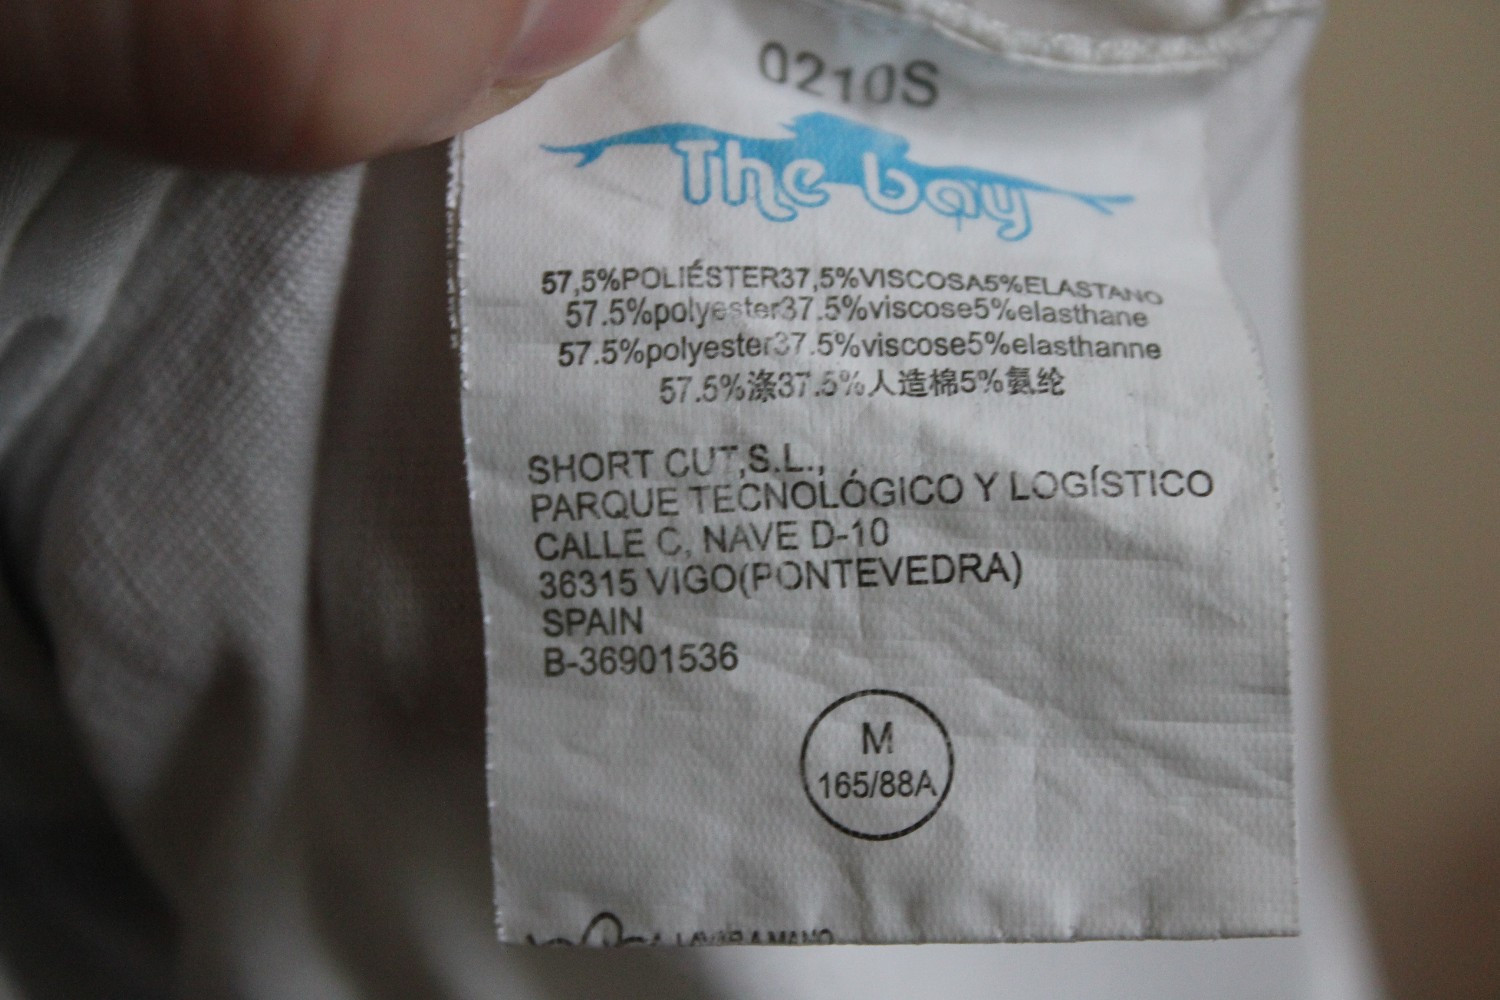 0210S
The bay
57,5%POLIÉSTER37,5%VISCOSA5%ELASTANO
57.5%polyester37.5%viscose5%elasthane
57.5%polyester37.5%viscose5%elasthanne
57.5%涤37.5%人造棉5%氨纶
SHORT CUT,S.L.,
PARQUE TECNOLÓGICO Y LOGÍSTICO
CALLE C, NAVE D-10
36315 VIGO(PONTEVEDRA)
SPAIN
B-36901536
M
165/88A
LAVAR A MANO